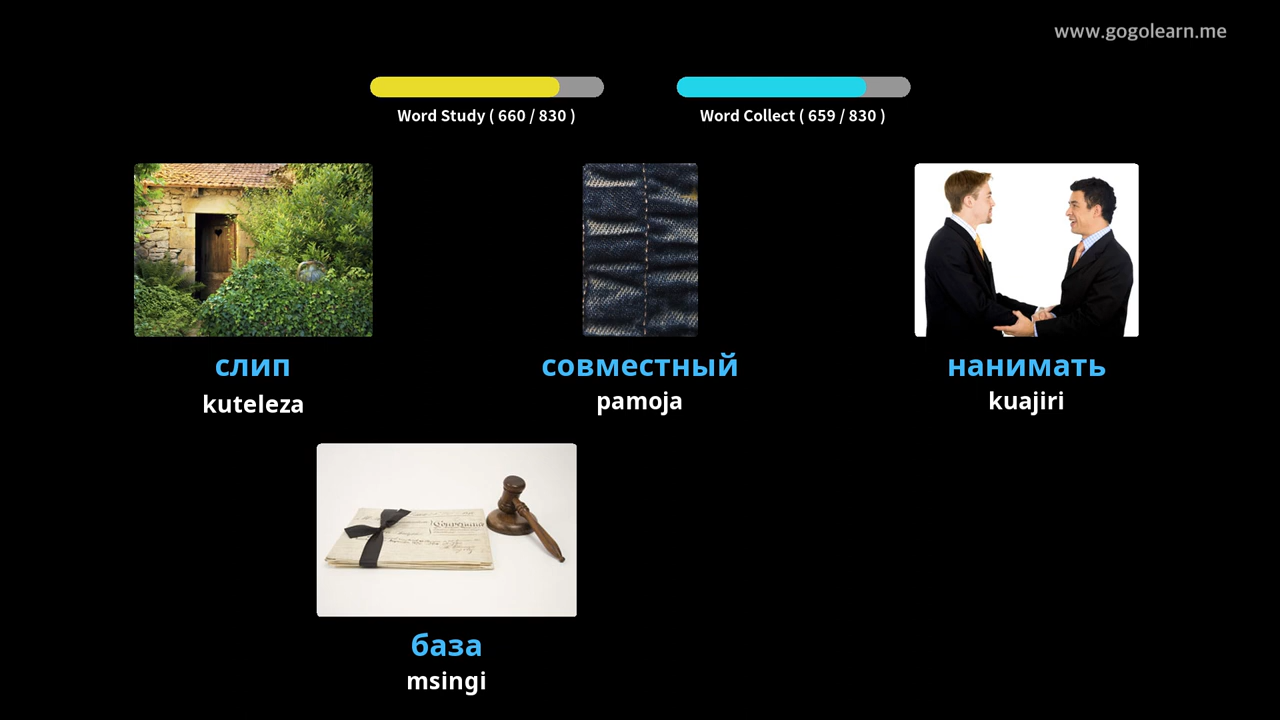 www.gogolearn.me
Word Study ( 660 / 830 )
Word Collect ( 659 / 830 )
слип
kuteleza
совместный
pamoja
нанимать
kuajiri
база
msingi